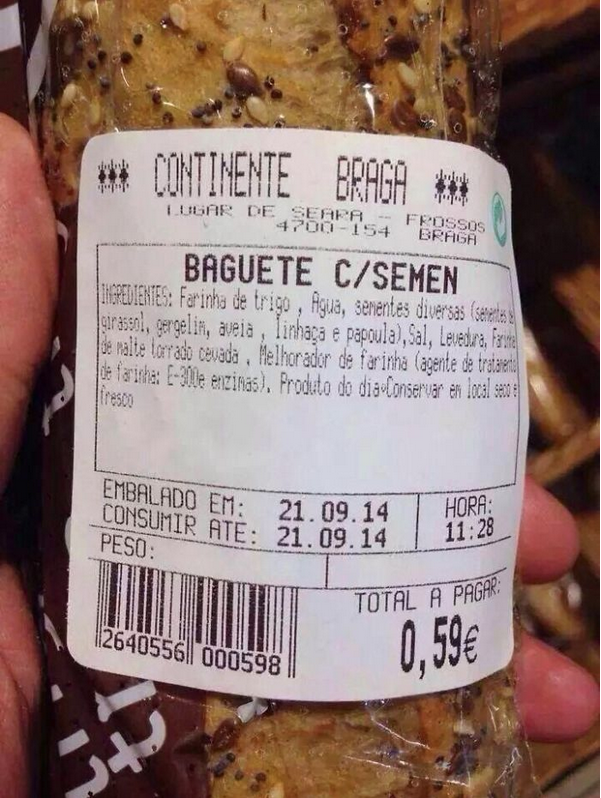 *** CONTINENTE BRAGA ***
LUGAR DE SEARA - FROSSOS
4700-154 BRAGA
BAGUETE C/SEMEN
INGREDIENTES: Farinha de trigo , Água, sementes diversas (sementes
girassol, gergelim, aveia , linhaça e papoula), Sal, Levedura,
de malte torrado cevada , Melhorador de farinha (agente de
de farinha: E-300e enzimas). Produto do dia Conservar em local seco e
fresco
EMBALADO EM: 21.09.14 HORA:
CONSUMIR ATE: 21.09.14 11:28
PESO:
TOTAL A PAGAR:
0,59€
2640556 000598